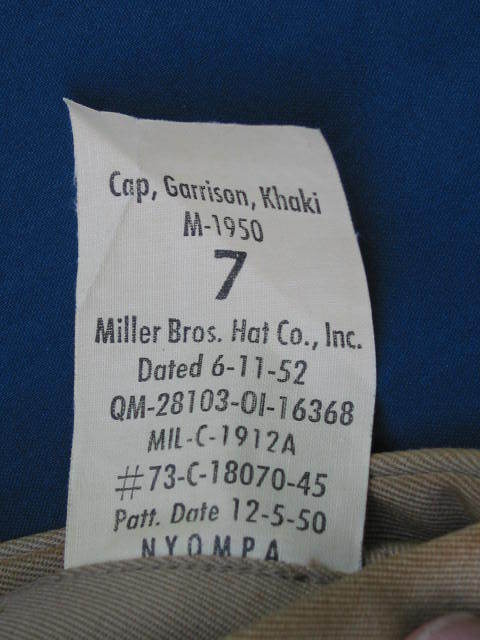 Cap, Garrison, Khaki
M-1950
7
Miller Bros. Hat Co., Inc.
Dated 6-11-52
QM-28103-OI-16368
MIL-C-1912A
#73-C-18070-45
Patt. Date 12-5-50
NYOMPA